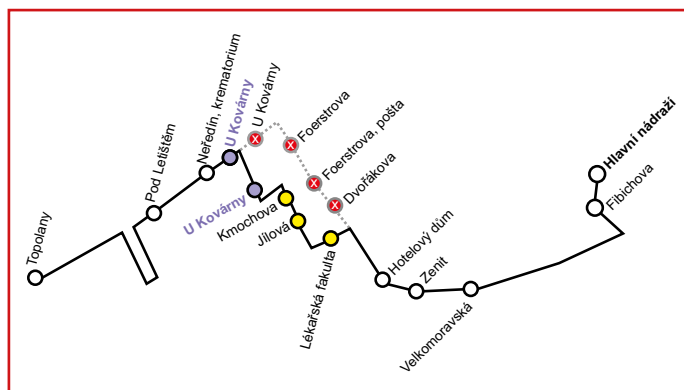 Topolany
Pod Letištěm
Neředín, krematorium
U Kovárny
U Kovárny
X
Foerstrova
X
Foerstrova, pošta
X
Dvořákova
X
U Kovárny
Kmochova
Jílová
Lékařská fakulta
Hotelový dům
Zenit
Velkomoravská
Fibichova
Hlavní nádraží